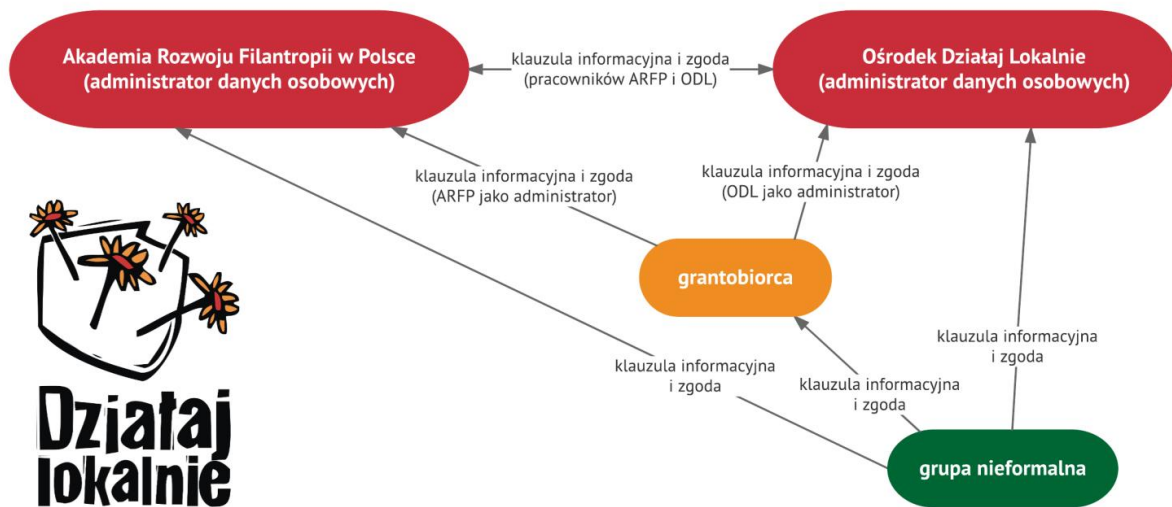 Akademia Rozwoju Filantropii w Polsce
(administrator danych osobowych)
klauzula informacyjna i zgoda
(pracowników ARFP i ODL)
Ośrodek Działaj Lokalnie
(administrator danych osobowych)
klauzula informacyjna i zgoda
(ARFP jako administrator)
klauzula informacyjna i zgoda
(ODL jako administrator)
grantobiorca
klauzula informacyjna
i zgoda
klauzula informacyjna
i zgoda
klauzula informacyjna
i zgoda
grupa nieformalna
Działaj
lokalnie